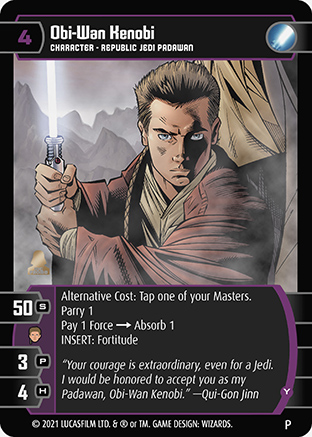 4
Obi-Wan Kenobi
CHARACTER - REPUBLIC JEDI PADAWAN
50 S
3 P
4 H
Alternative Cost: Tap one of your Masters.
Parry 1
Pay 1 Force → Absorb 1
INSERT: Fortitude
“Your courage is extraordinary, even for a Jedi.
I would be honored to accept you as my
Padawan, Obi-Wan Kenobi.” —Qui-Gon Jinn
Y
© 2021 LUCASFILM LTD. & ® or TM. GAME DESIGN: WIZARDS.
P